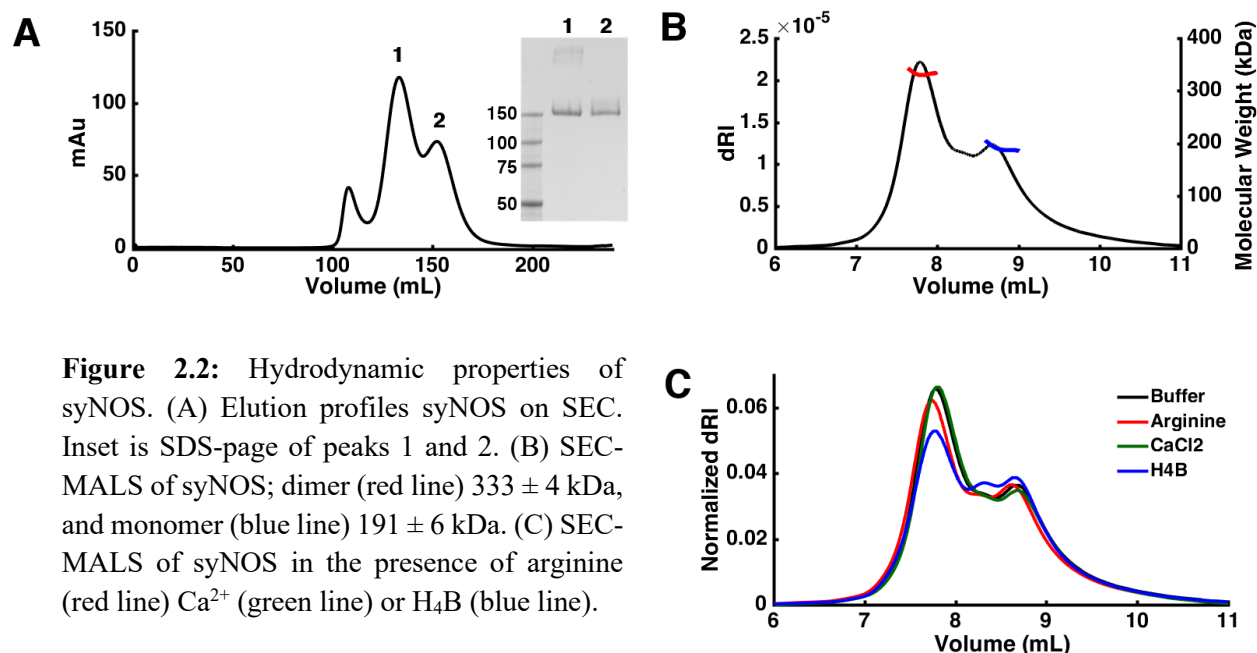 A
150
100
50
0
mAu
0
50
100
150
200
Volume (mL)
1
2
1 2
150
100
75
50
B
×10-5
2.5
2
1.5
1
0.5
0
dRI
6
7
8
9
10
11
Volume (mL)
400
300
200
100
0
Molecular Weight (kDa)
Figure 2.2: Hydrodynamic properties of
syNOS. (A) Elution profiles syNOS on SEC.
Inset is SDS-page of peaks 1 and 2. (B) SEC-
MALS of syNOS; dimer (red line) 333 ± 4 kDa,
and monomer (blue line) 191 ± 6 kDa. (C) SEC-
MALS of syNOS in the presence of arginine
(red line) Ca2+ (green line) or H4B (blue line).
C
0.06
0.04
0.02
0
Normalized dRI
6
7
8
9
10
11
Volume (mL)
Buffer
Arginine
CaCl2
H4B